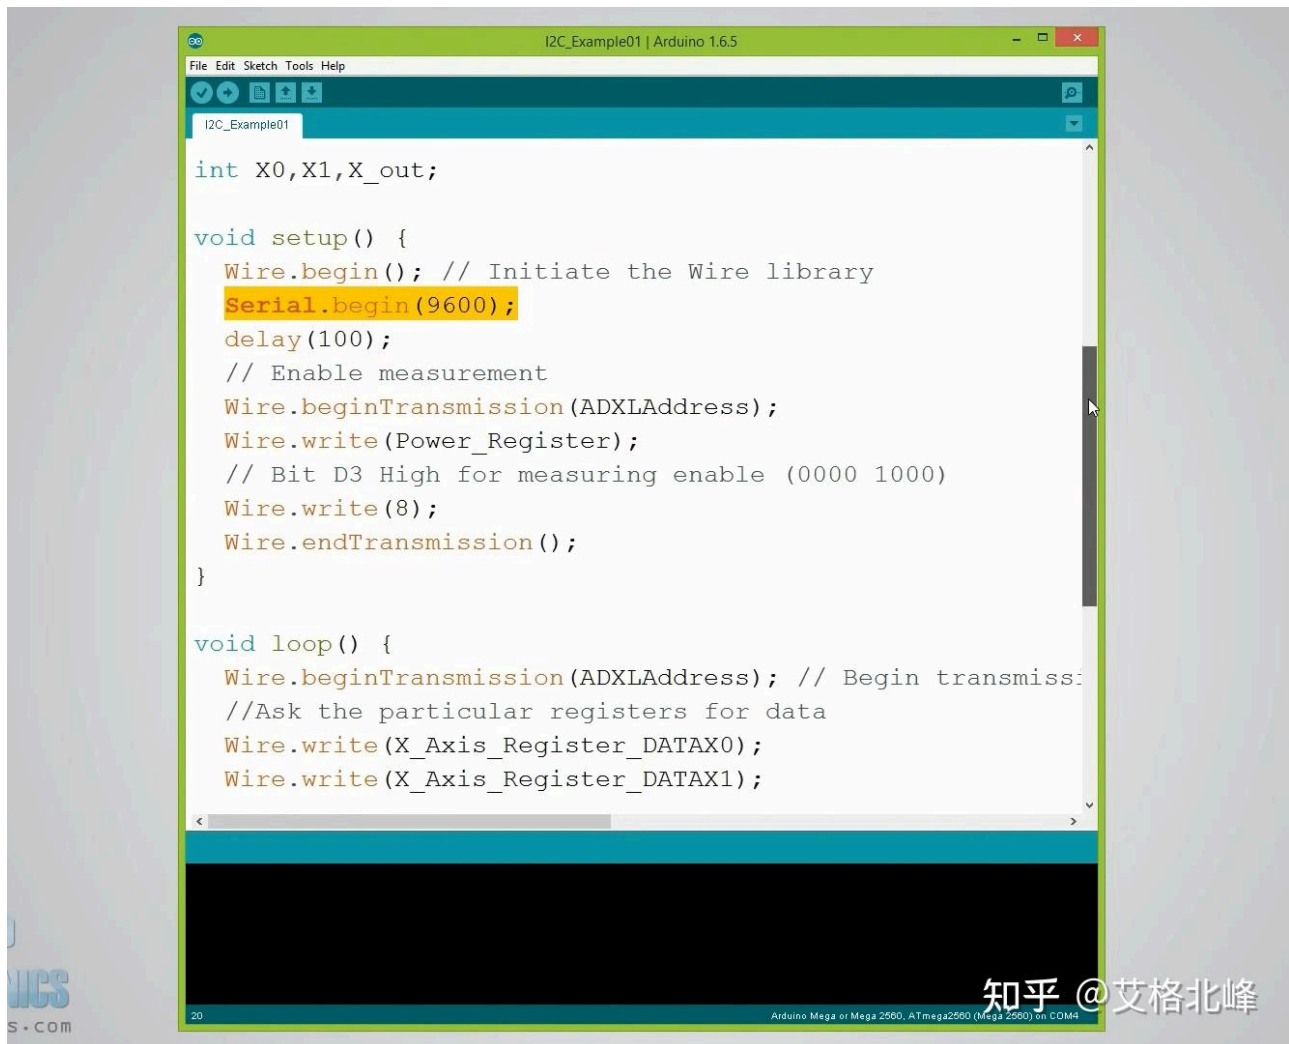 I2C_Example01 | Arduino 1.6.5
File Edit Sketch Tools Help
I2C_Example01
int X0,X1,X_out;
void setup() {
Wire.begin(); // Initiate the Wire library
Serial.begin(9600);
delay(100);
// Enable measurement
Wire.beginTransmission(ADXLAddress);
Wire.write(Power_Register);
// Bit D3 High for measuring enable (0000 1000)
Wire.write(8);
Wire.endTransmission();
}
void loop() {
Wire.beginTransmission(ADXLAddress); // Begin transmissi
//Ask the particular registers for data
Wire.write(X_Axis_Register_DATAX0);
Wire.write(X_Axis_Register_DATAX1);
NICS
s.com
知乎 @艾格北峰
20
Arduino Mega or Mega 2560, ATmega2560 (Mega 2560) on COM4